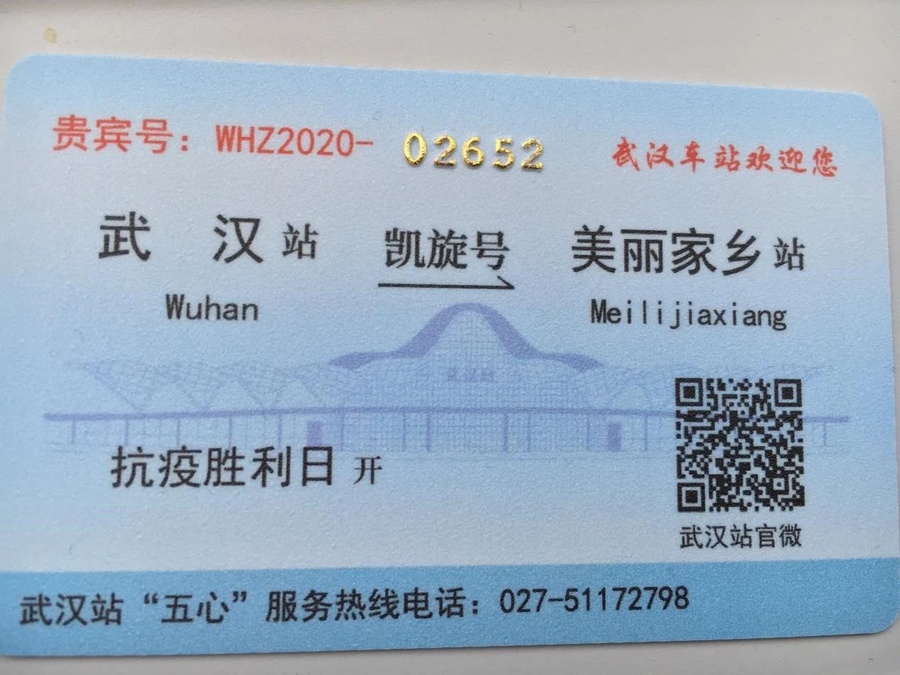 贵宾号：WHZ2020- 02652 武汉车站欢迎您
武汉站 凯旋号 美丽家乡站
Wuhan Meilijiaxiang
抗疫胜利日开
武汉站官微
武汉站“五心”服务热线电话：027-51172798